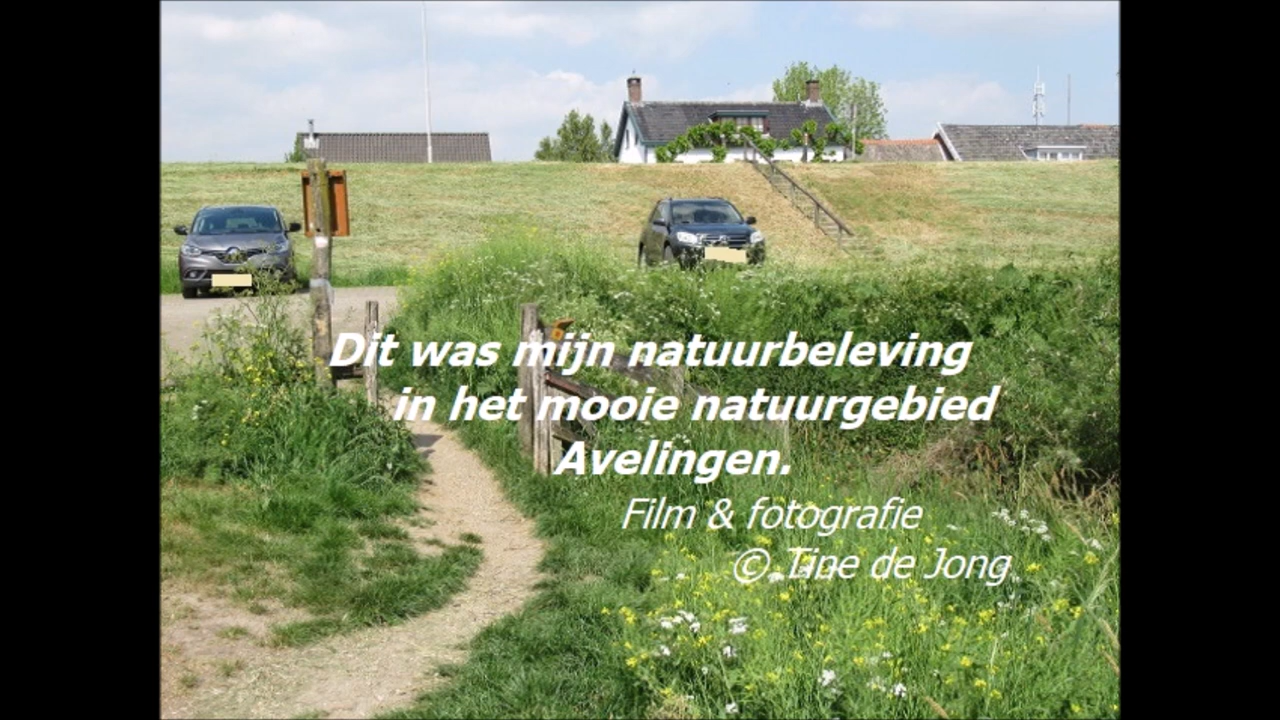 Dit was mijn natuurbeleving
in het mooie natuurgebied
Avelingen.
Film & fotografie
© Tine de Jong